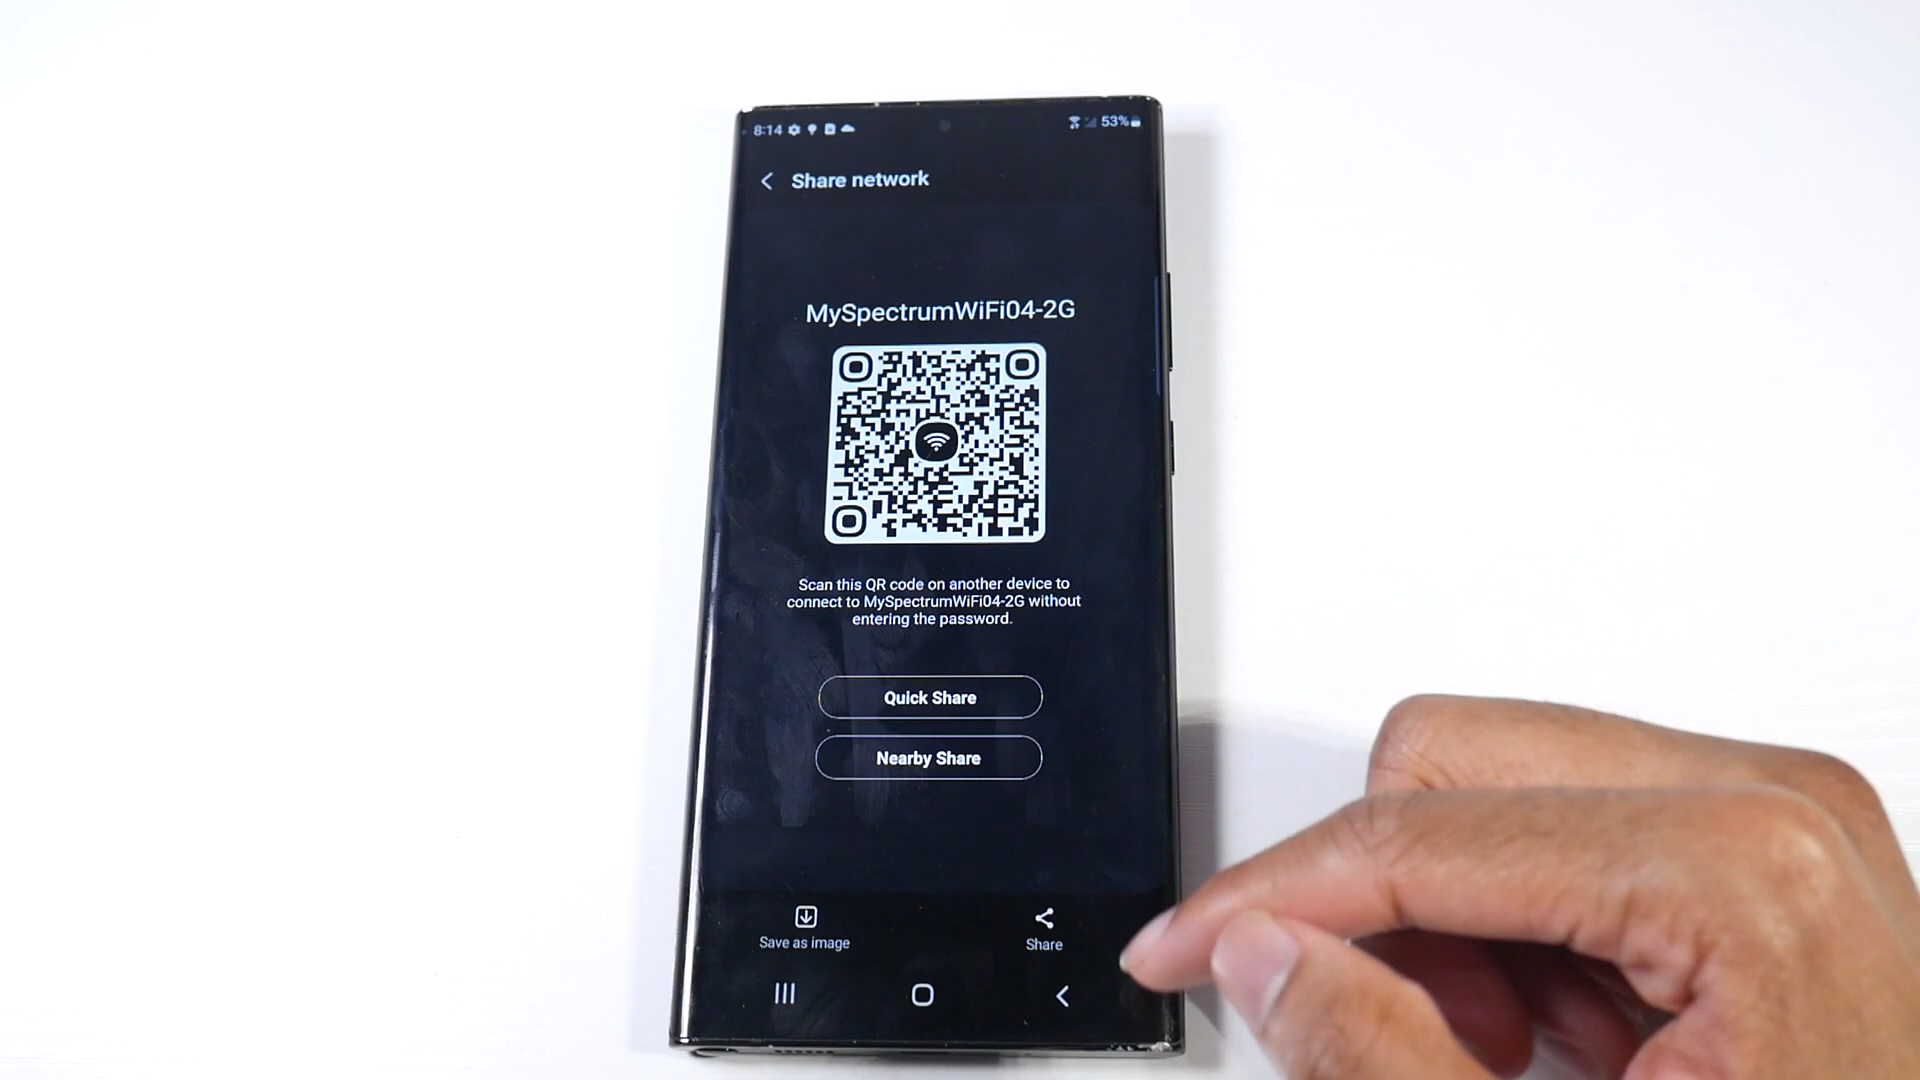 8:14
53%
Share network
MySpectrumWiFi04-2G
Scan this QR code on another device to
connect to MySpectrumWiFi04-2G without
entering the password.
Quick Share
Nearby Share
Save as image
Share